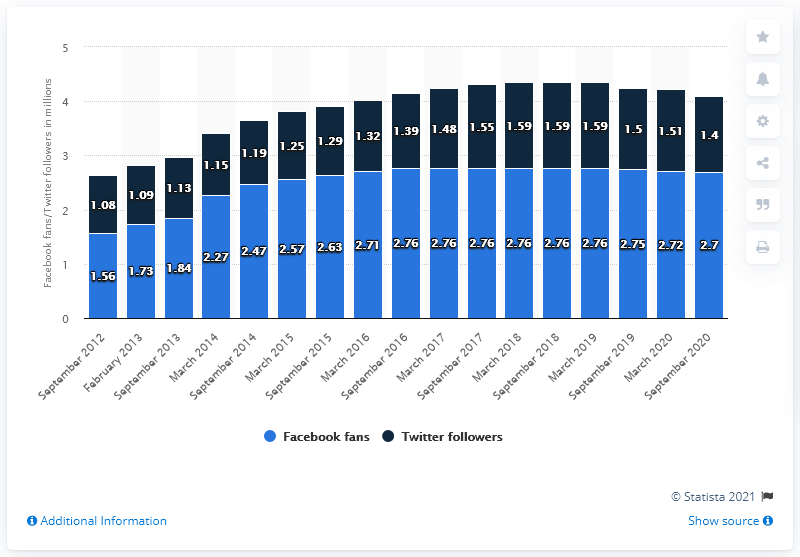 Facebook fans/Twitter followers in millions
5
4
3
2
1
0
1.08 1.09 1.13 1.15 1.19 1.25 1.29 1.32 1.39 1.48 1.55 1.59 1.59 1.59 1.5 1.51 1.4
1.56 1.73 1.84 2.27 2.47 2.57 2.63 2.71 2.76 2.76 2.76 2.76 2.76 2.76 2.75 2.72 2.7
September 2012
February 2013
September 2013
March 2014
September 2014
March 2015
September 2015
March 2016
September 2016
March 2017
September 2017
March 2018
September 2018
March 2019
September 2019
March 2020
September 2020
Facebook fans Twitter followers
© Statista 2021
Additional Information Show source